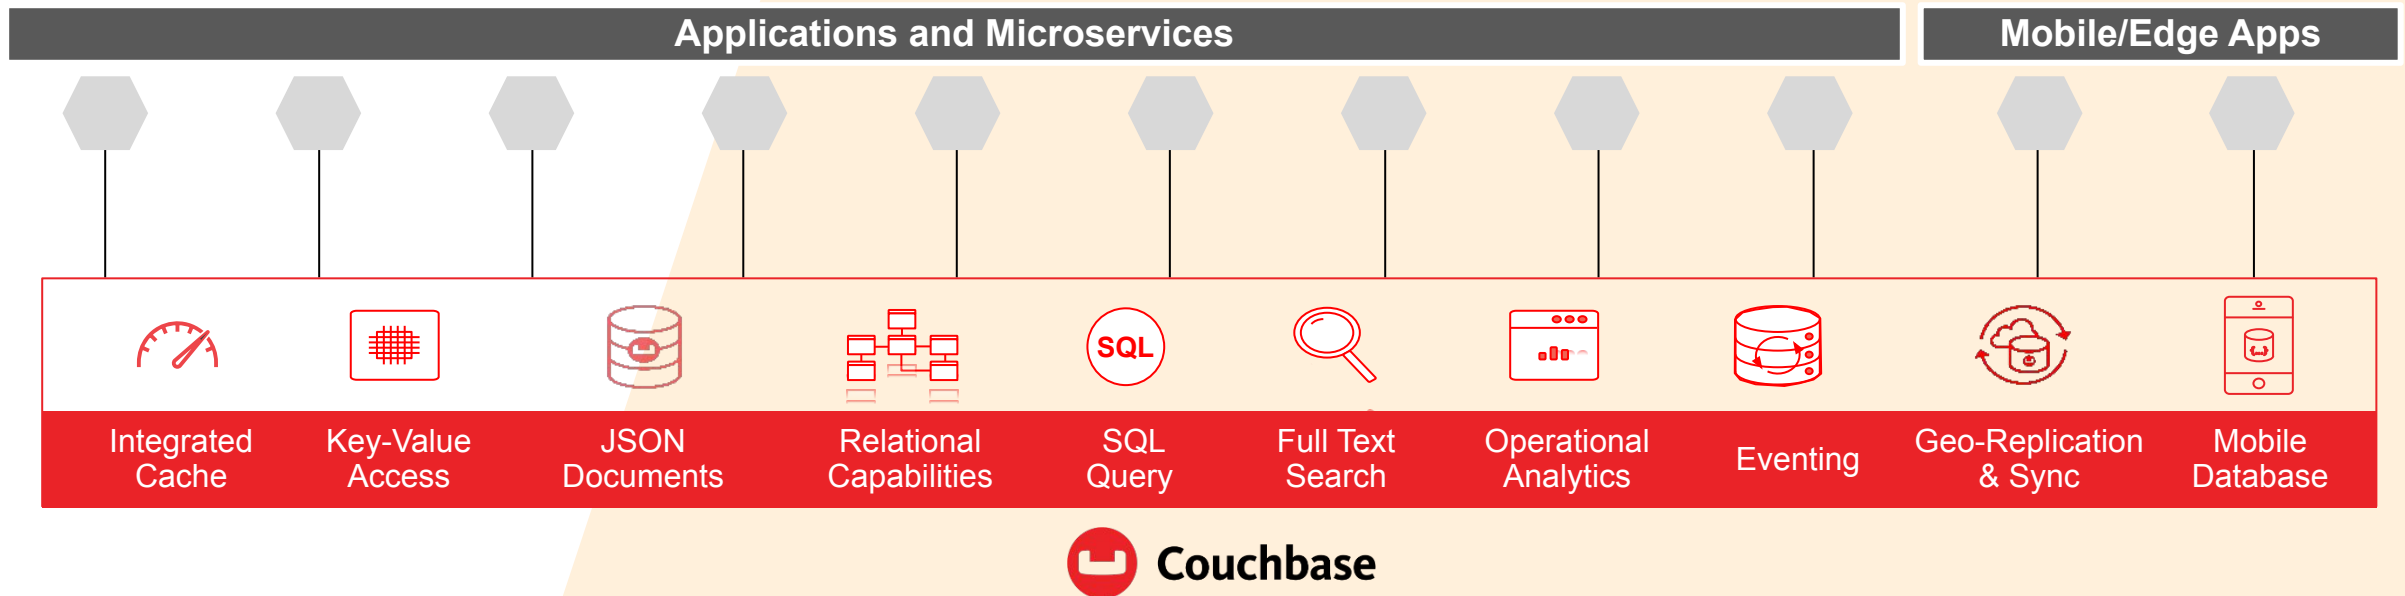 Applications and Microservices
Mobile/Edge Apps
SQL
Integrated
Cache
Key-Value
Access
JSON
Documents
Relational
Capabilities
SQL
Query
Full Text
Search
Operational
Analytics
Eventing
Geo-Replication
& Sync
Mobile
Database
Couchbase